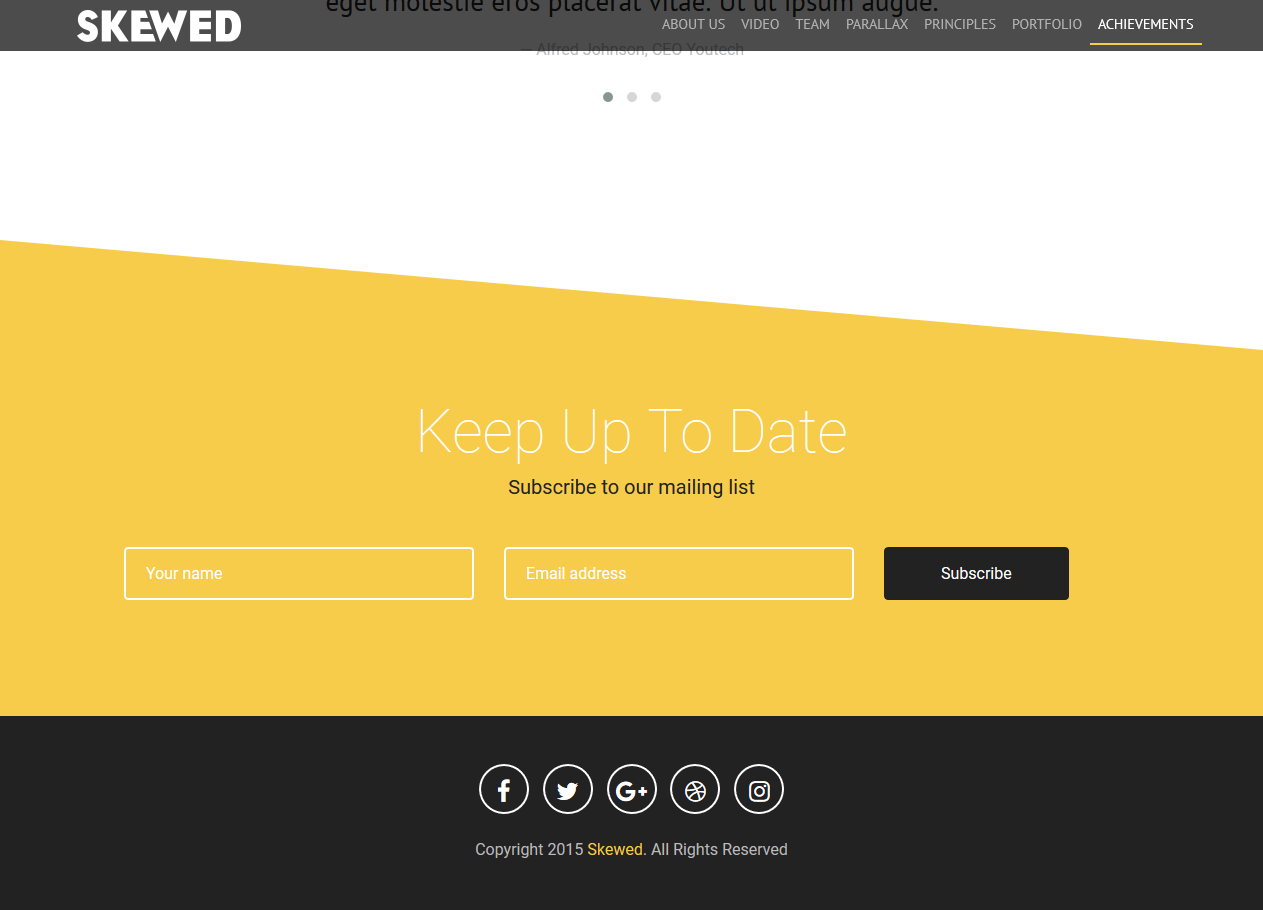 eget molestie eros placerat vitae. Ut ut ipsum augue.
SKEWED
ABOUT US VIDEO TEAM PARALLAX PRINCIPLES PORTFOLIO ACHIEVEMENTS
— Alfred Johnson, CEO Youtech
Keep Up To Date
Subscribe to our mailing list
Your name Email address Subscribe
Copyright 2015 Skewed. All Rights Reserved